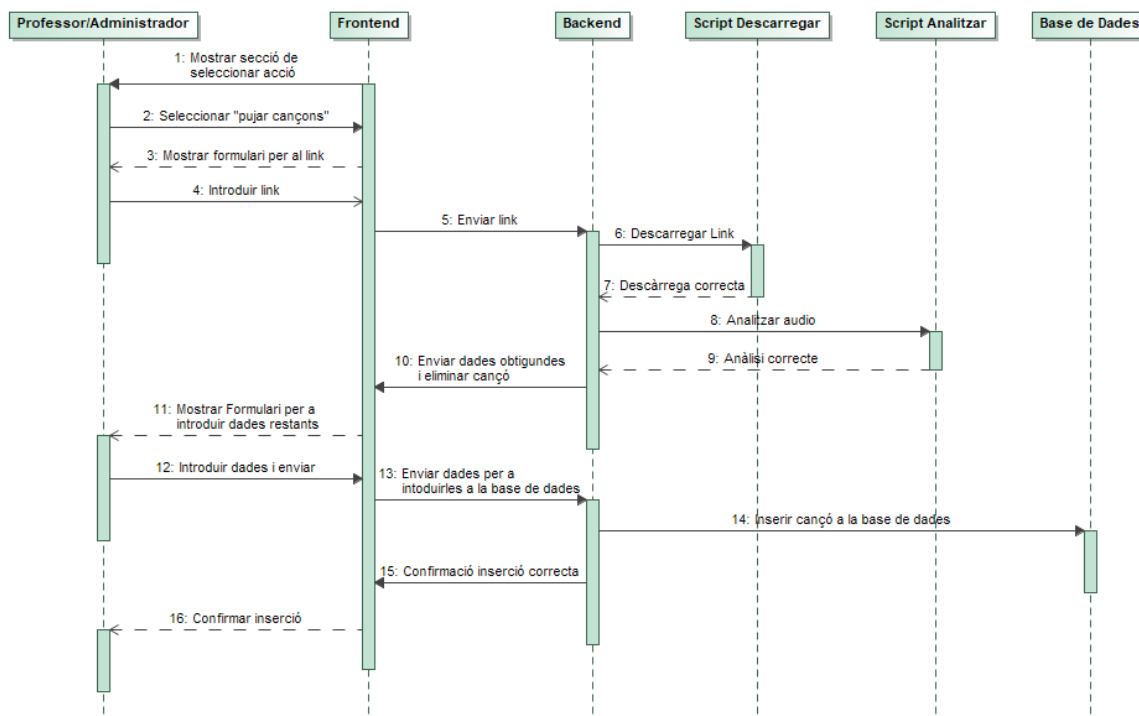 Professor/Administrador
Frontend
Backend
Script Descarregar
Script Analitzar
Base de Dades
1: Mostrar secció de
seleccionar acció
2: Seleccionar "pujar cançons"
3: Mostrar formulari per al link
4: Introduir link
5: Enviar link
6: Descarregar Link
7: Descàrrega correcta
8: Analitzar audio
9: Anàlisi correcte
10: Enviar dades obtigundes
i eliminar cançó
11: Mostrar Formulari per a
introduir dades restants
12: Introduir dades i enviar
13: Enviar dades per a
intoduirles a la base de dades
14: Inserir cançó a la base de dades
15: Confirmació inserció correcta
16: Confirmar inserció